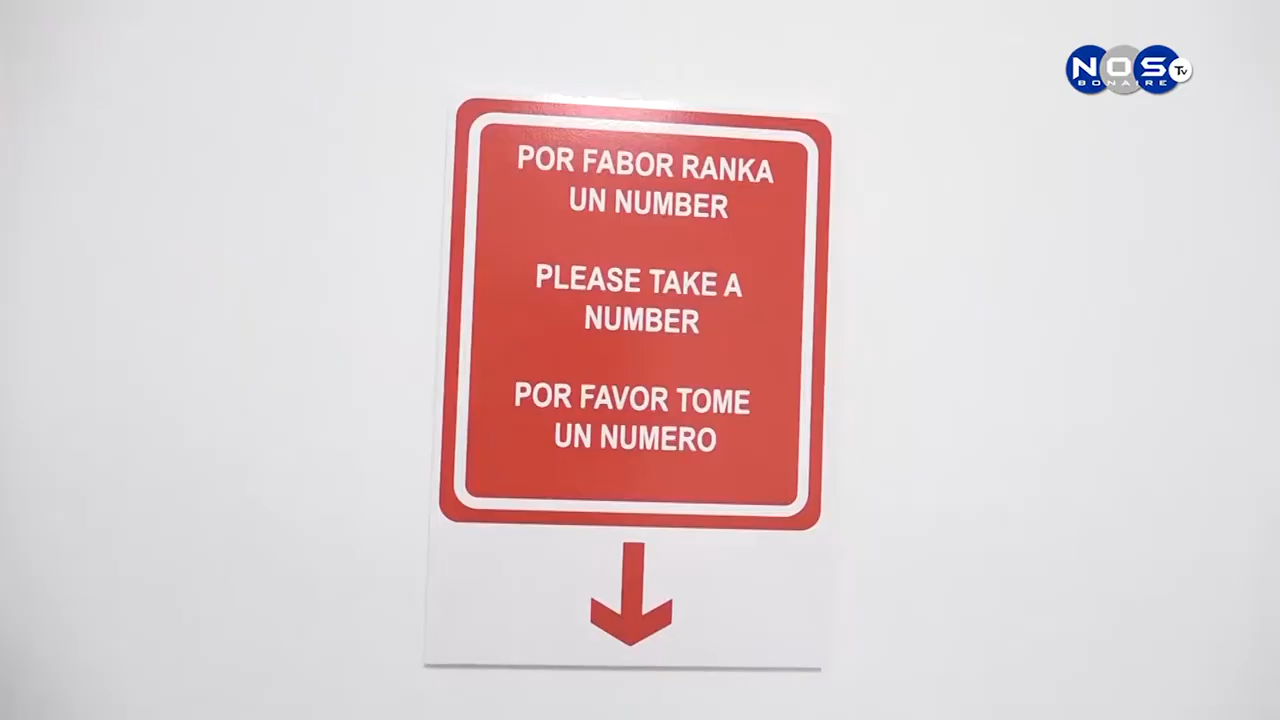 NOS Tv
BONAIRE
POR FABOR RANKA
UN NUMBER
PLEASE TAKE A
NUMBER
POR FAVOR TOME
UN NUMERO